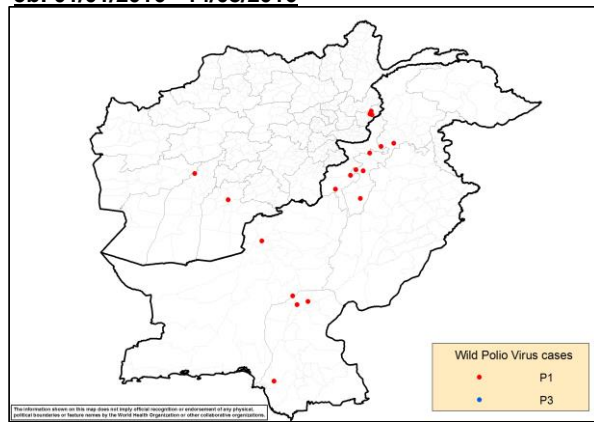 Wild Polio Virus cases
P1
P3
The information shown on this map does not imply official recognition or endorsement of any physical,
political boundaries or feature names by the World Health Organization or other collaborative organizations.